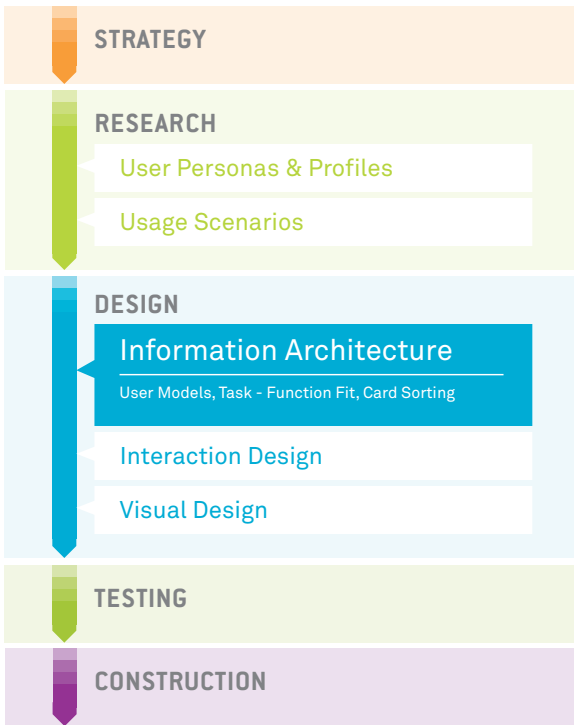 STRATEGY
RESEARCH
User Personas & Profiles
Usage Scenarios
DESIGN
Information Architecture
User Models, Task - Function Fit, Card Sorting
Interaction Design
Visual Design
TESTING
CONSTRUCTION